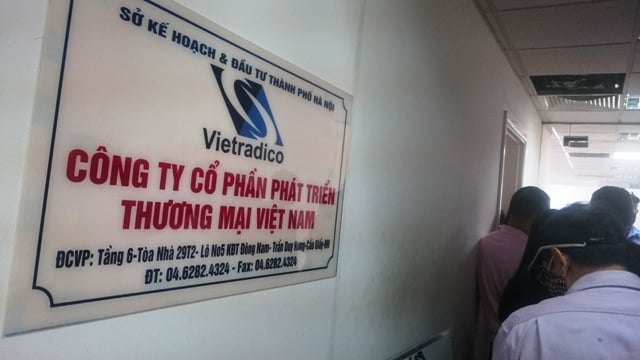 SỞ KẾ HOẠCH & ĐẦU TƯ THÀNH PHỐ HÀ NỘI
Vietradico
CÔNG TY CỔ PHẦN PHÁT TRIỂN
THƯƠNG MẠI VIỆT NAM
ĐCVP: Tầng 6-Tòa Nhà 29T2- Lô No5 KĐT Đông Nam- Trần Duy Hưng-Cầu Giấy-HN
ĐT: 04.6282.4324 - Fax: 04.6282.4324